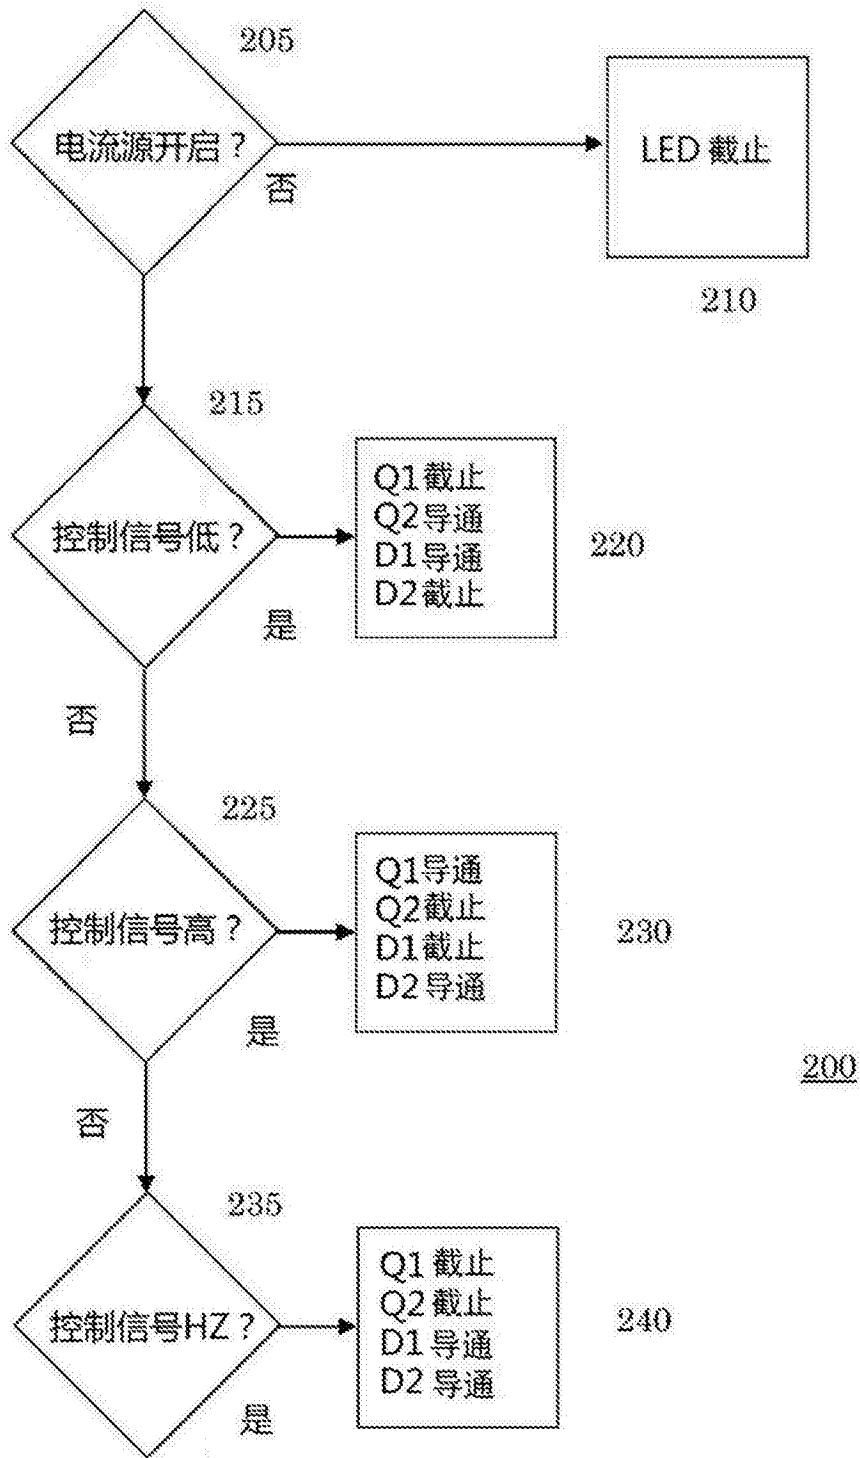 205
电流源开启？
否
LED 截止
210
215
控制信号低？
是
Q1截止
Q2导通
D1导通
D2截止
220
否
225
控制信号高？
是
Q1导通
Q2截止
D1截止
D2导通
230
200
否
235
控制信号HZ？
是
Q1 截止
Q2 截止
D1 导通
D2 导通
240